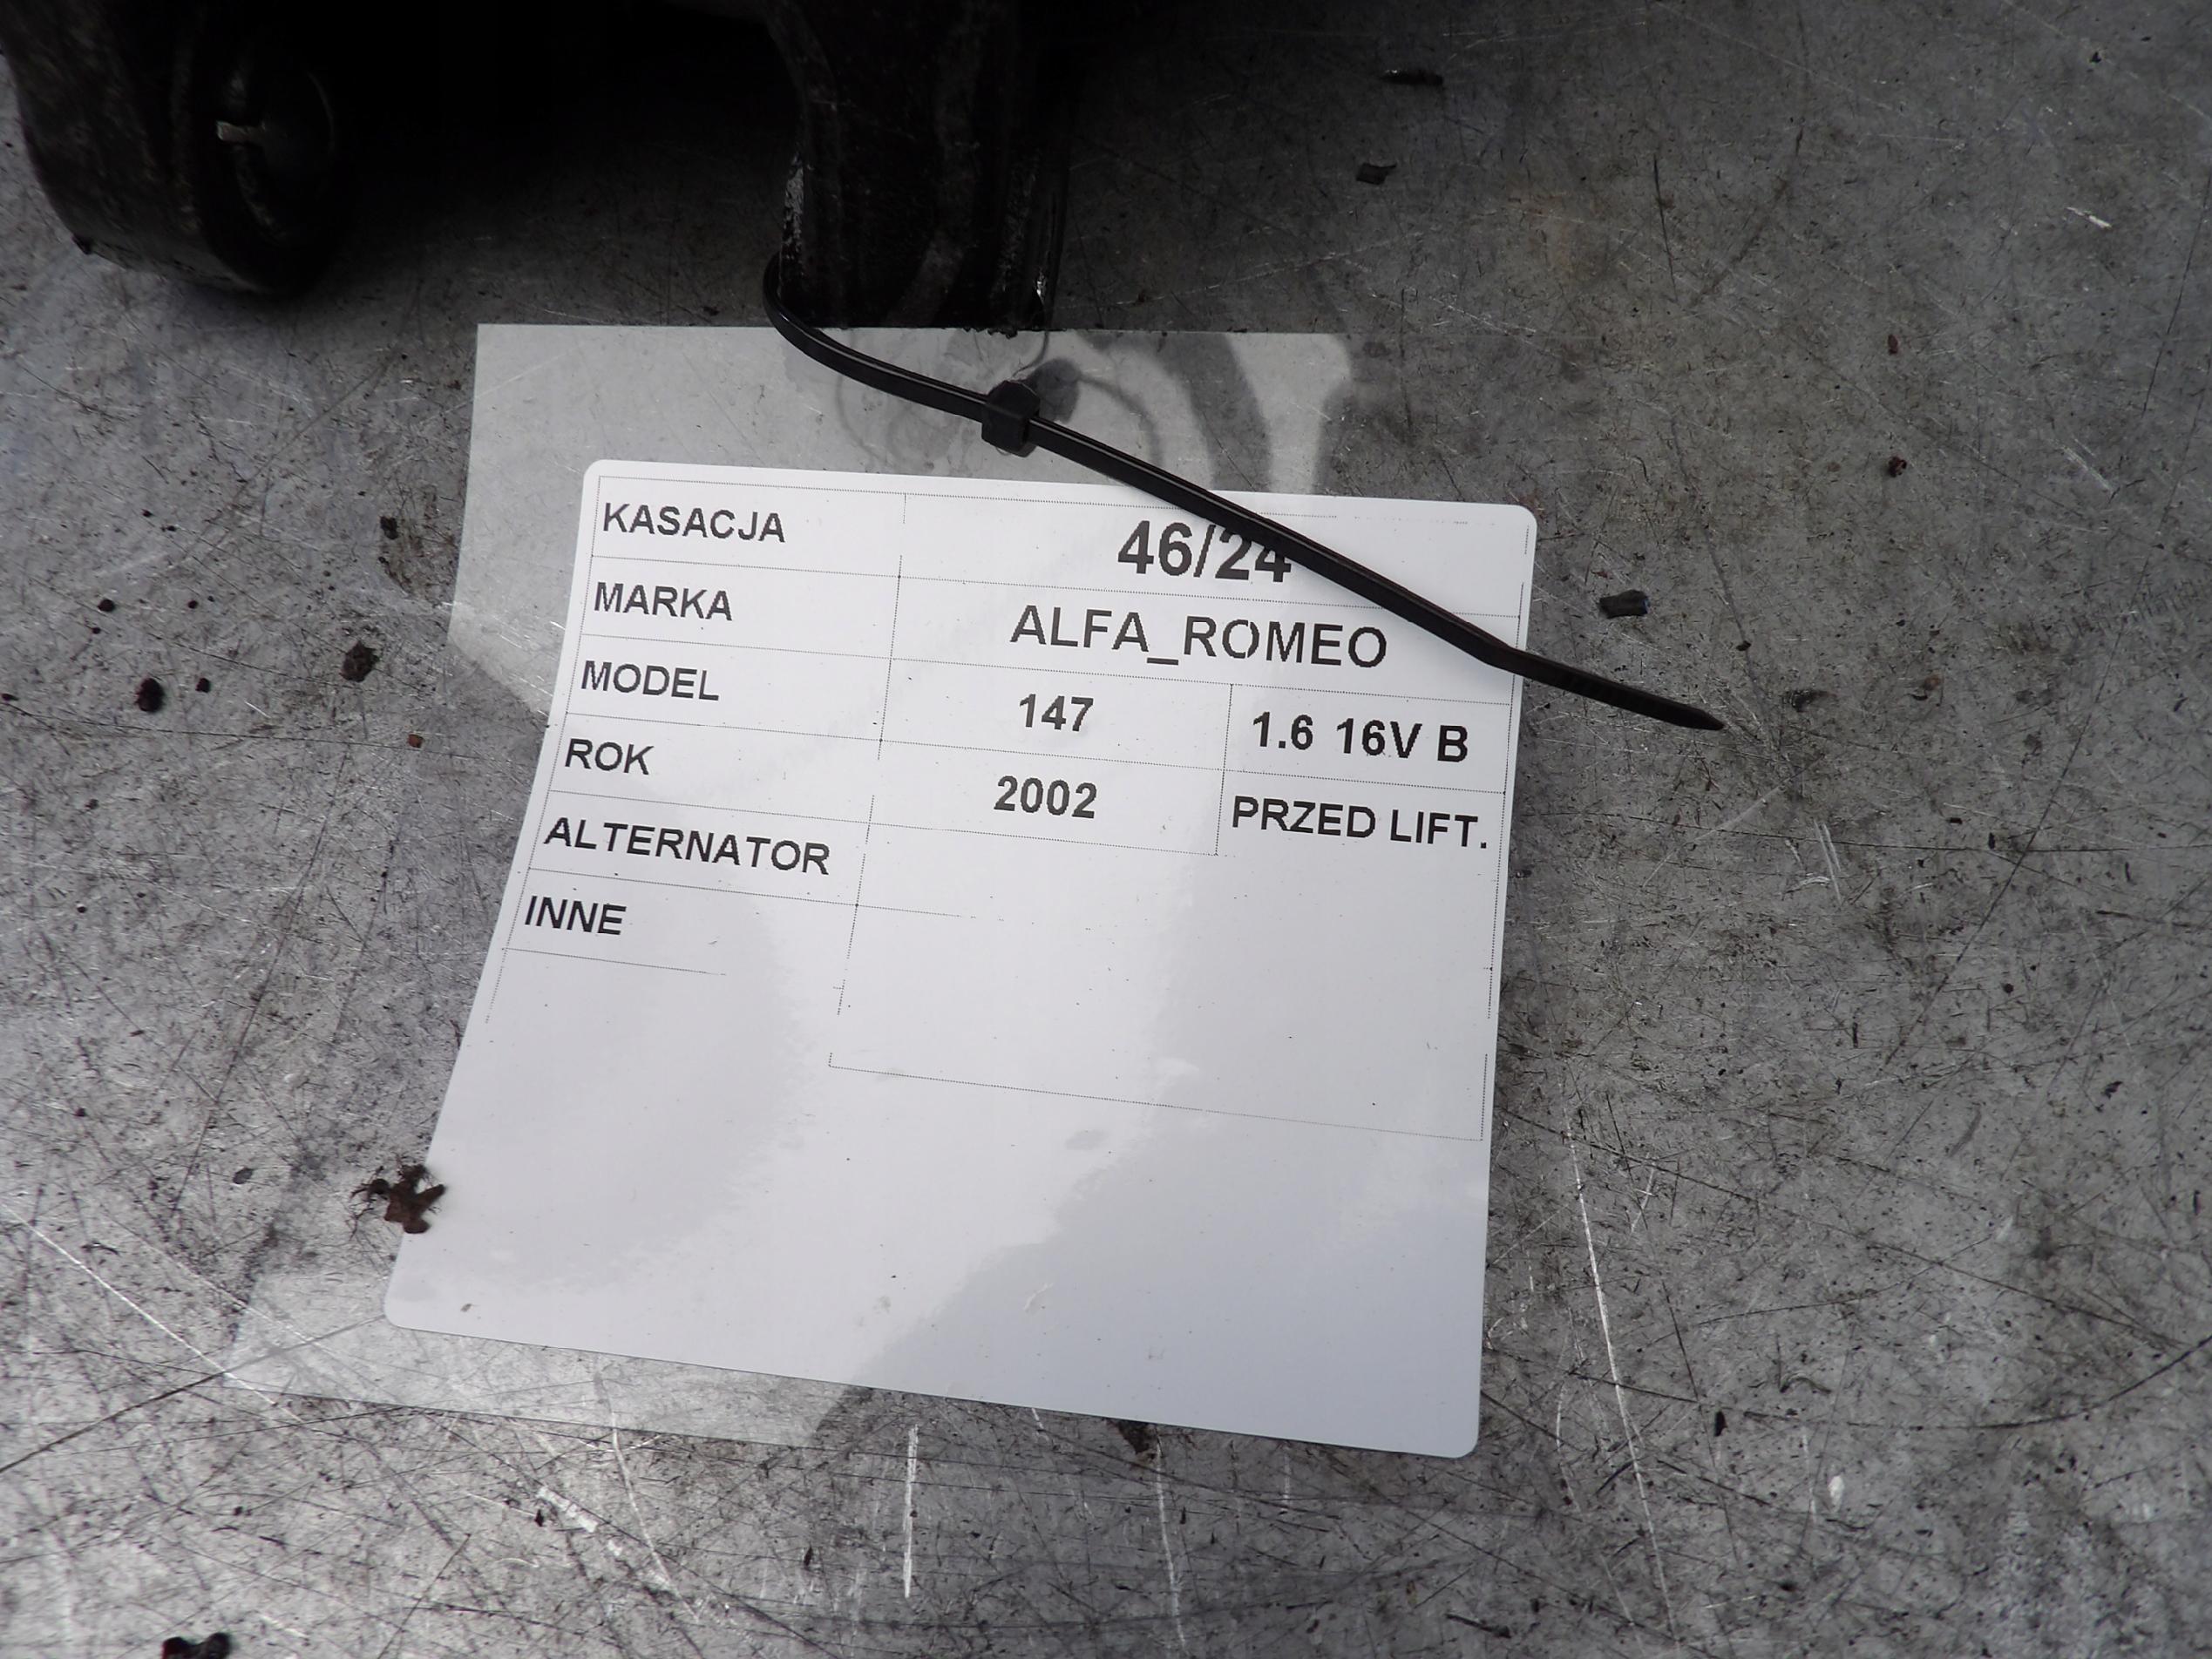 KASACJA 46/24
MARKA ALFA_ROMEO
MODEL 147 1.6 16V B
ROK 2002 PRZED LIFT.
ALTERNATOR
INNE